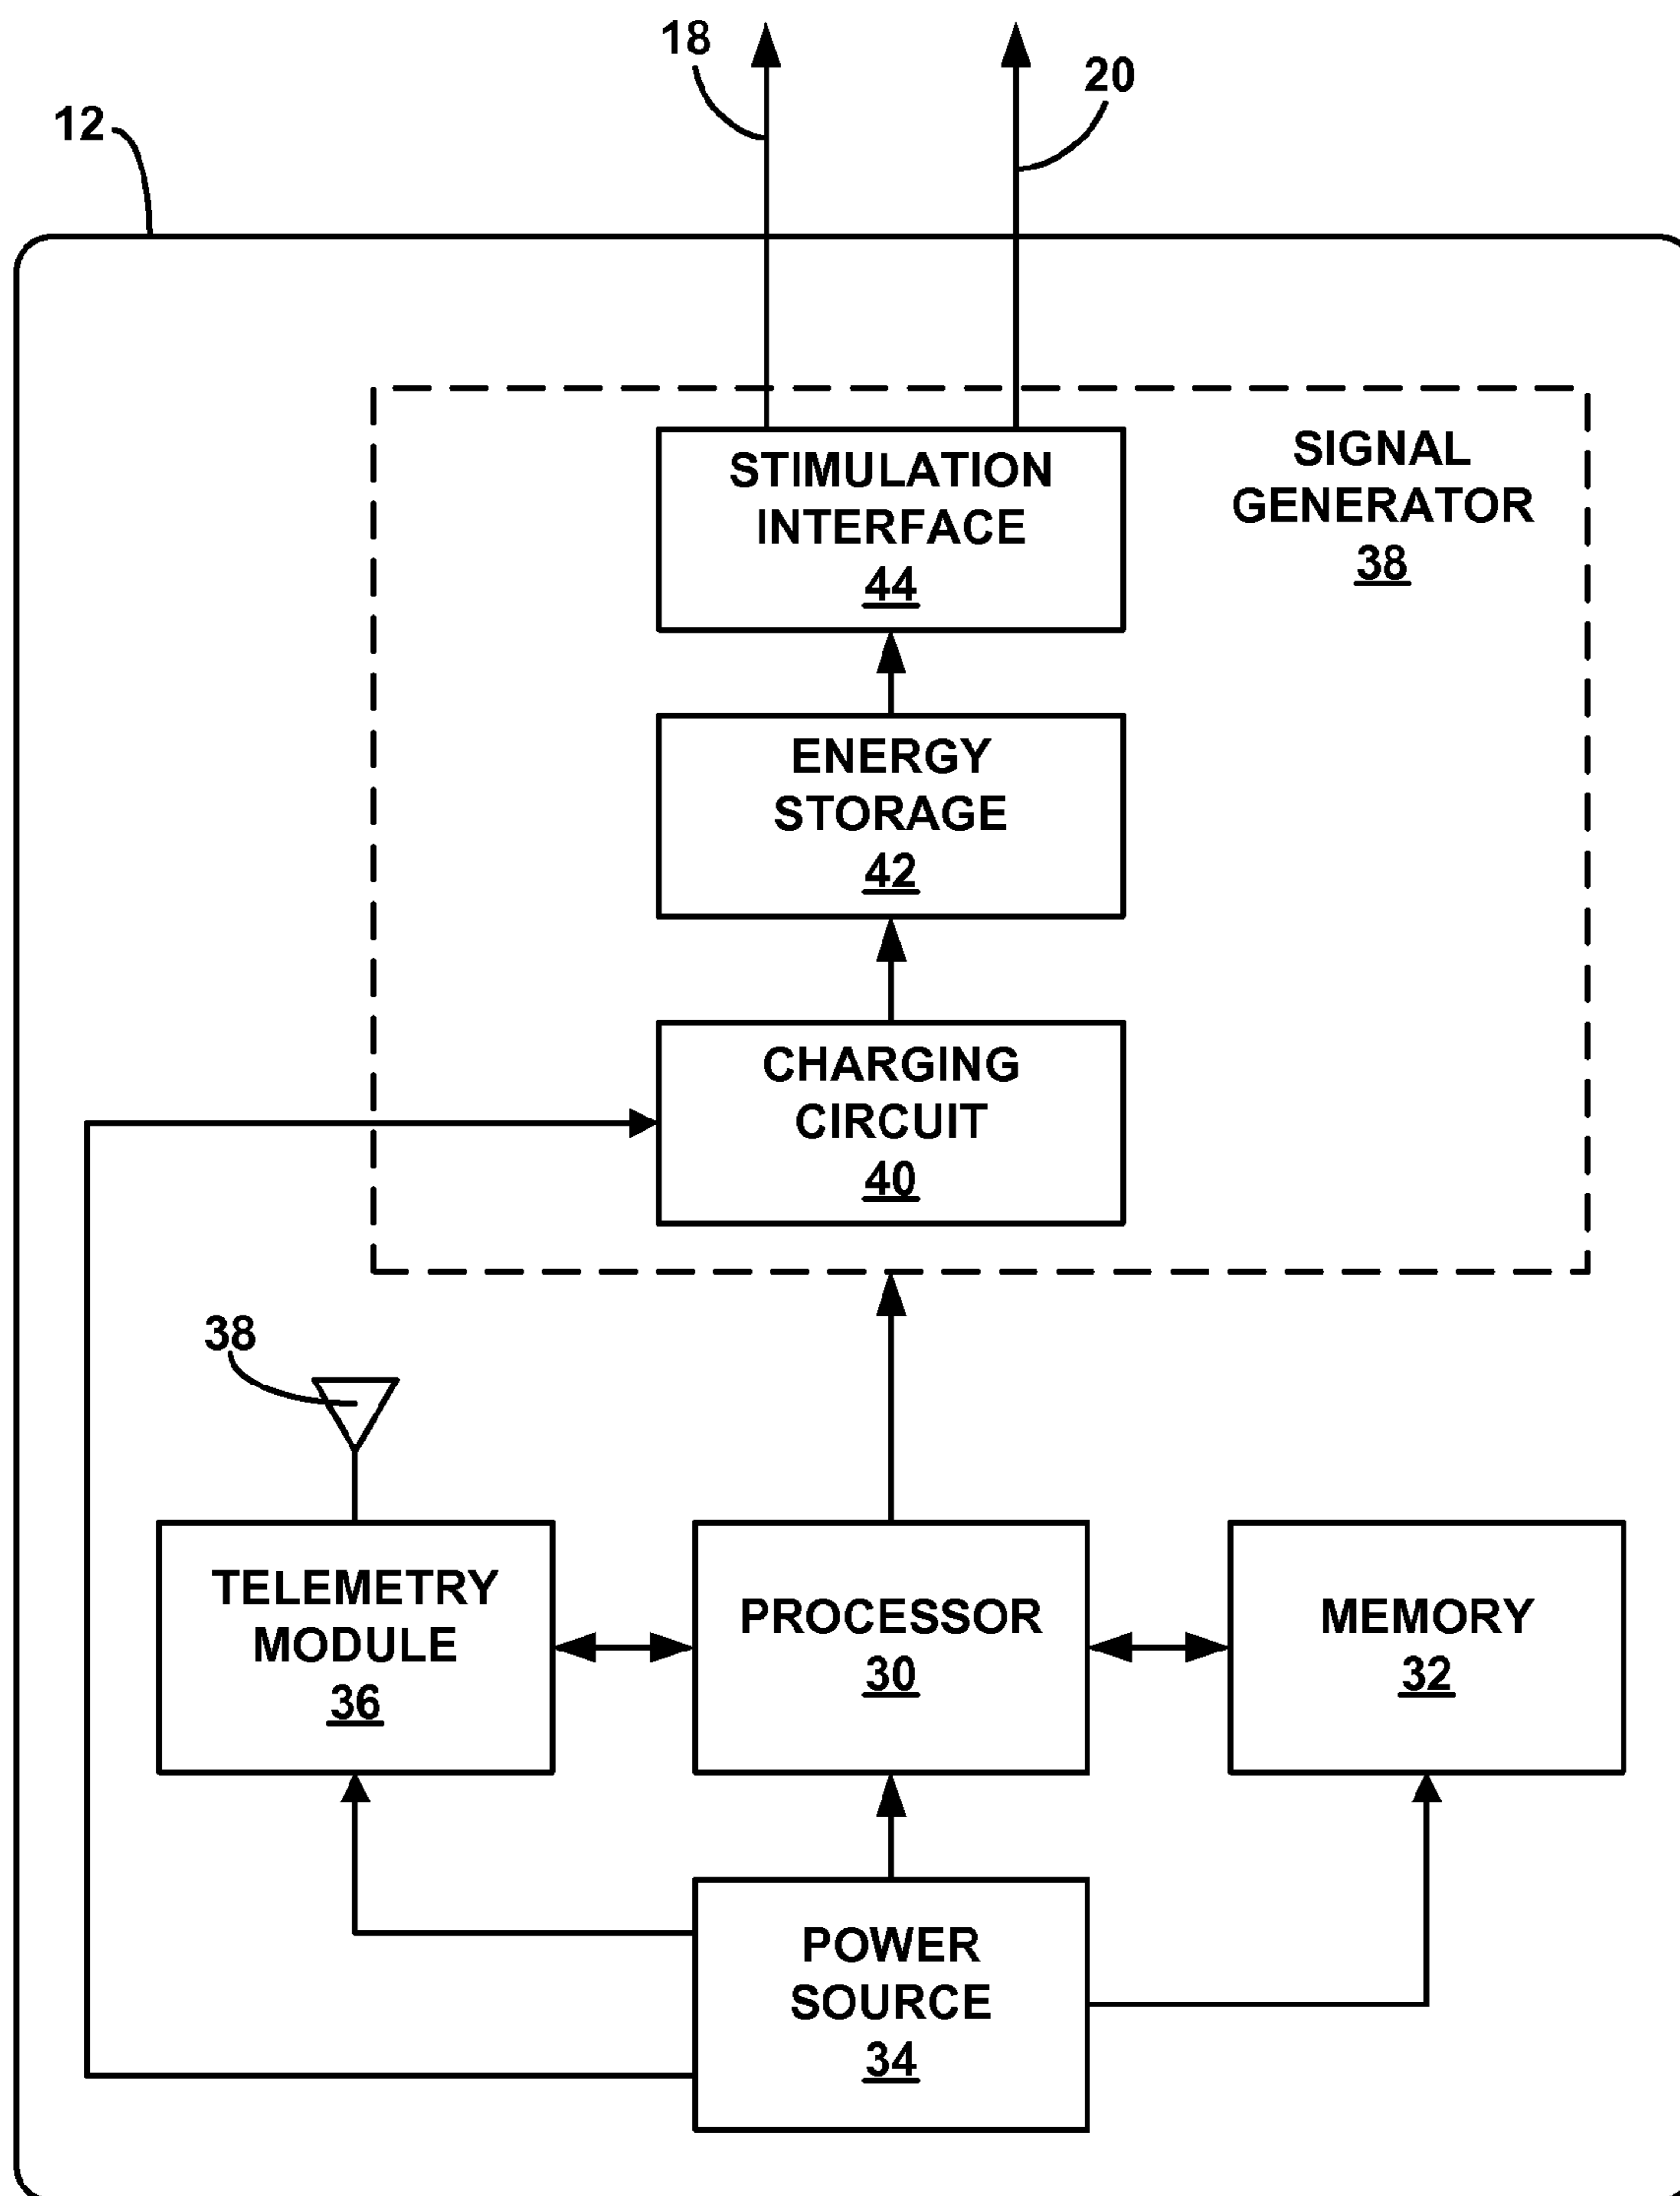 18
20
12
STIMULATION
INTERFACE
44
SIGNAL
GENERATOR
38
ENERGY
STORAGE
42
CHARGING
CIRCUIT
40
38
TELEMETRY
MODULE
36
PROCESSOR
30
MEMORY
32
POWER
SOURCE
34